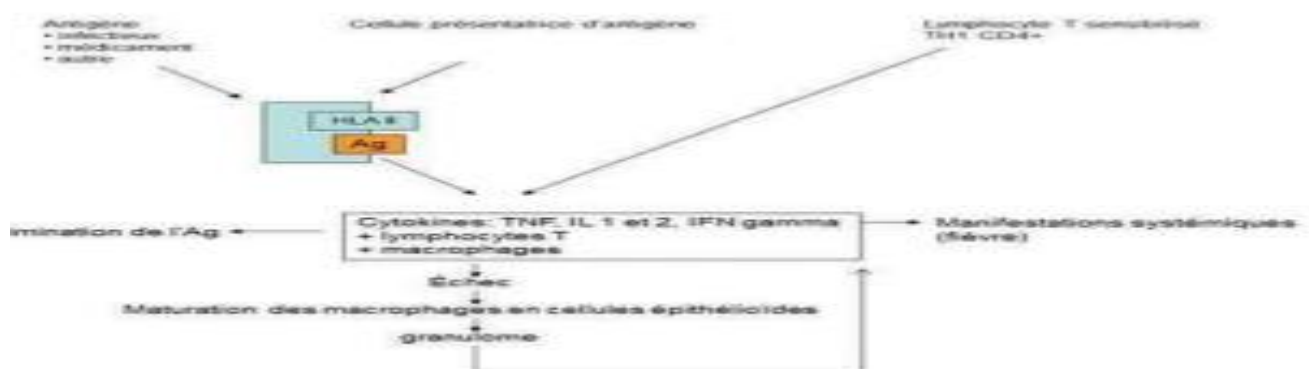 Antigène
• infectieux
• médicament
• autre
Cellule présentatrice d'antigène
Lymphocyte T sensibilisé
TH1 CD4+
HLA II
Ag
mination de l'Ag
Cytokines: TNF, IL 1 et 2, IFN gamma
+ lymphocytes T
+ macrophages
Manifestations systémiques
(fièvre)
Échec
Maturation des macrophages en cellules épithélioïdes
granulome